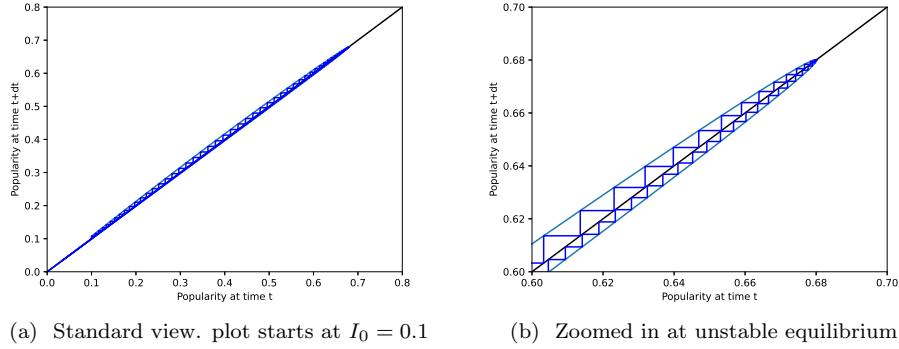 0.8
0.7
0.6
0.5
0.4
0.3
0.2
0.1
0.0
Popularity at time t+dt
0.0 0.1 0.2 0.3 0.4 0.5 0.6 0.7 0.8
Popularity at time t
(a) Standard view. plot starts at I₀ = 0.1
0.70
0.68
0.66
0.64
0.62
0.60
Popularity at time t+dt
0.60 0.62 0.64 0.66 0.68 0.70
Popularity at time t
(b) Zoomed in at unstable equilibrium